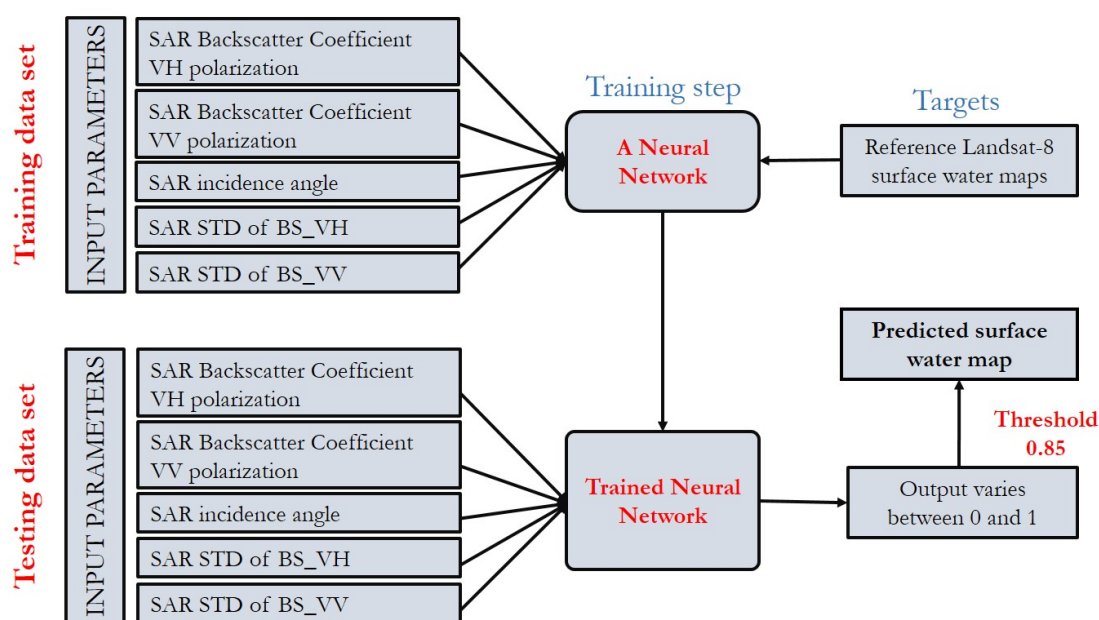 Training data set
INPUT PARAMETERS
SAR Backscatter Coefficient
VH polarization
SAR Backscatter Coefficient
VV polarization
SAR incidence angle
SAR STD of BS_VH
SAR STD of BS_VV
Training step
A Neural
Network
Targets
Reference Landsat-8
surface water maps
Testing data set
INPUT PARAMETERS
SAR Backscatter Coefficient
VH polarization
SAR Backscatter Coefficient
VV polarization
SAR incidence angle
SAR STD of BS_VH
SAR STD of BS_VV
Trained Neural
Network
Output varies
between 0 and 1
Threshold
0.85
Predicted surface
water map